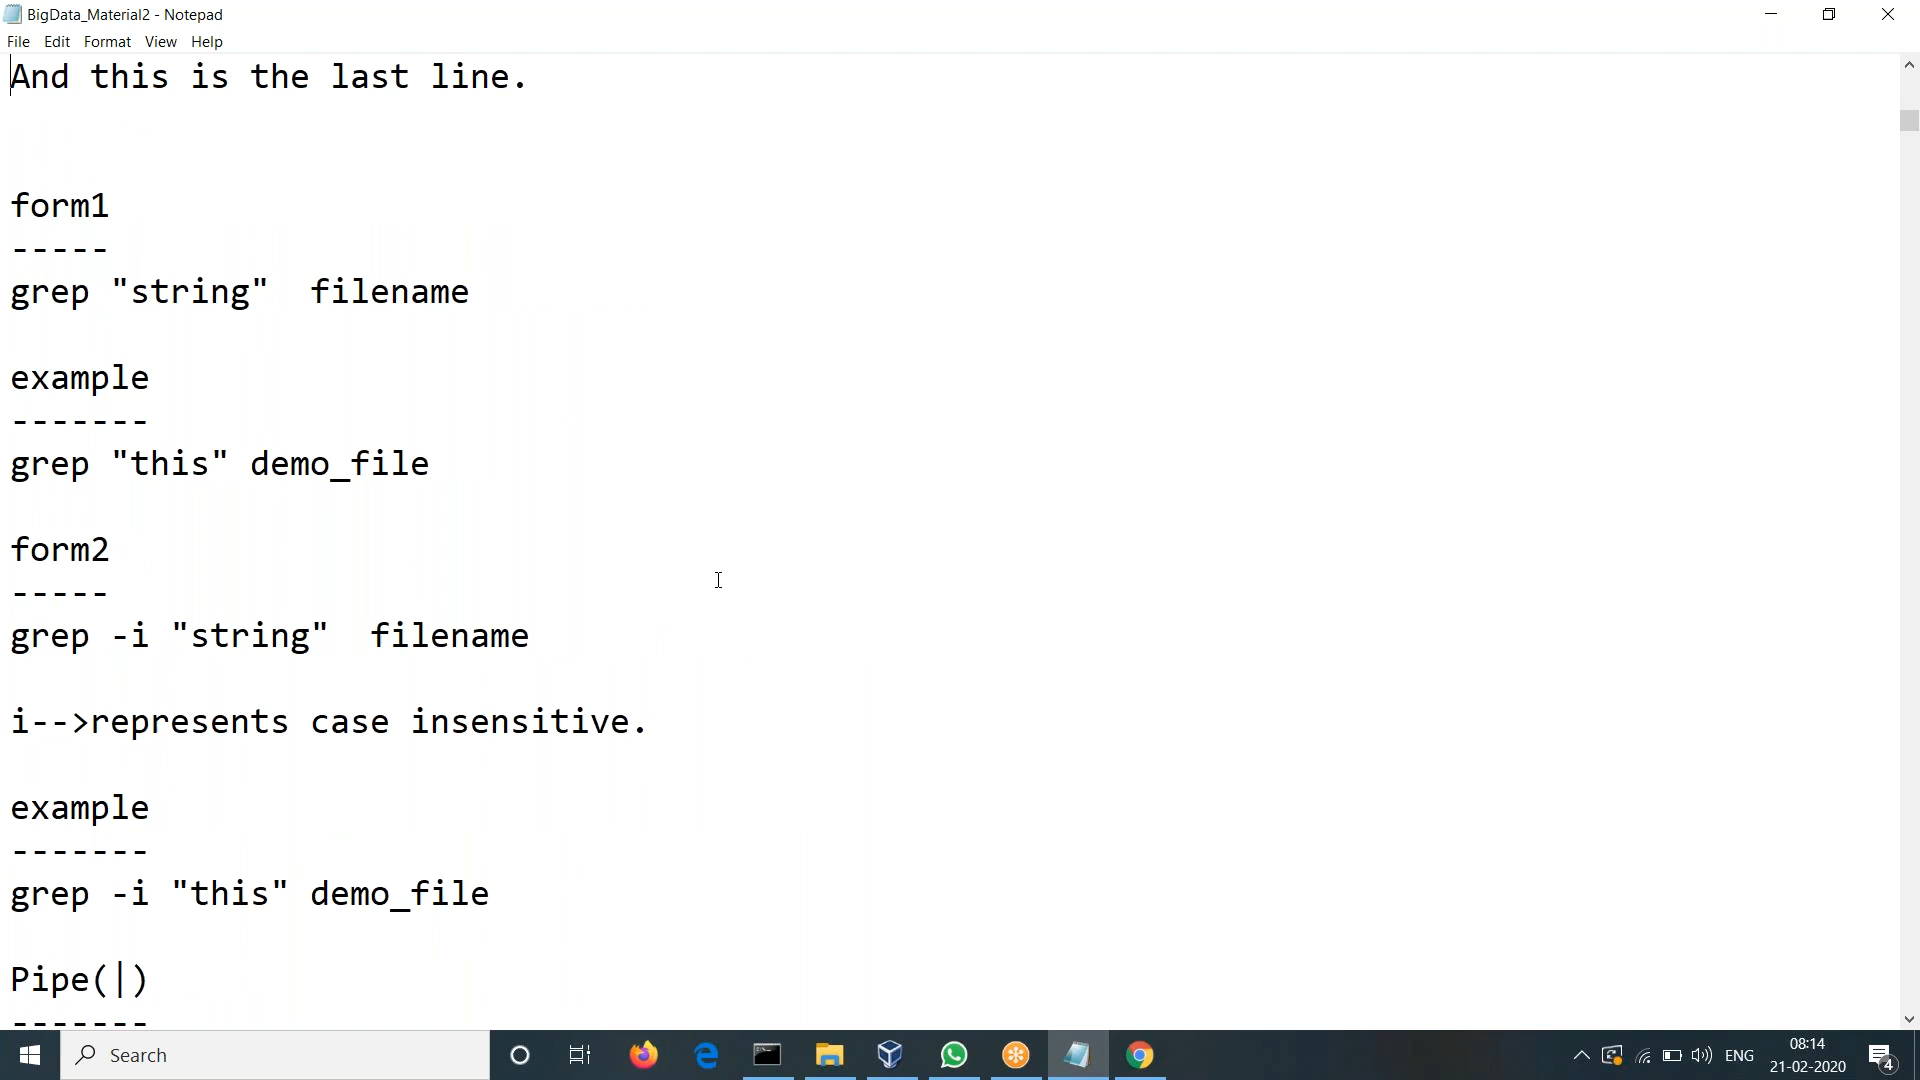 BigData_Material2 - Notepad
File Edit Format View Help
And this is the last line.
form1
-----
grep "string"  filename
example
-------
grep "this" demo_file
form2
-----
grep -i "string"  filename
i-->represents case insensitive.
example
-------
grep -i "this" demo_file
Pipe(|)
-------
Search
ENG
08:14
21-02-2020
4